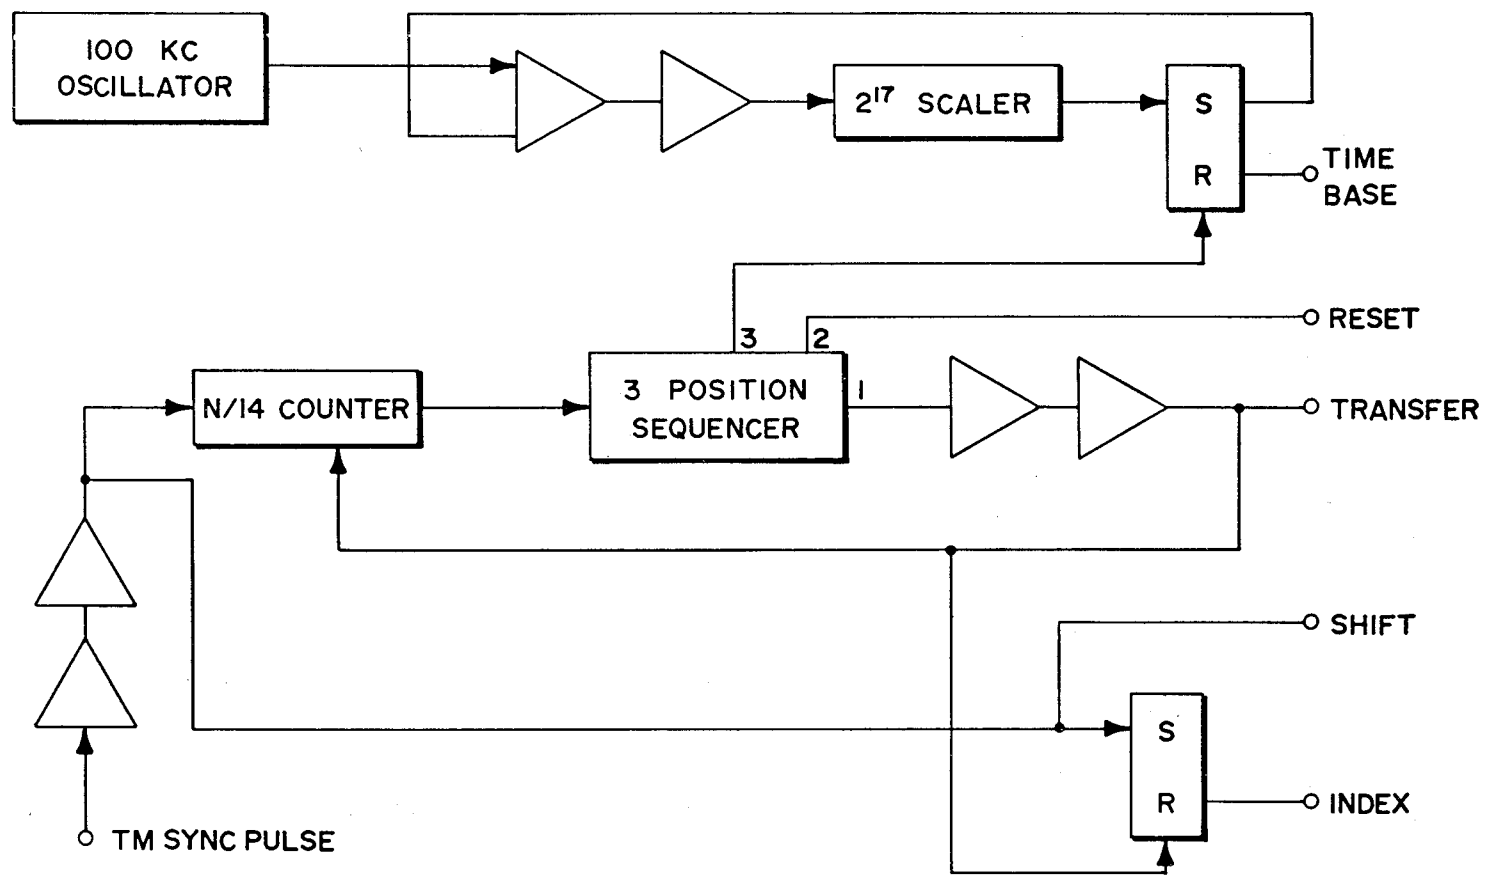 100 KC
OSCILLATOR
2¹⁷ SCALER
S
R
TIME
BASE
3
2
RESET
N/14 COUNTER
3 POSITION
SEQUENCER
1
TRANSFER
SHIFT
S
R
INDEX
TM SYNC PULSE